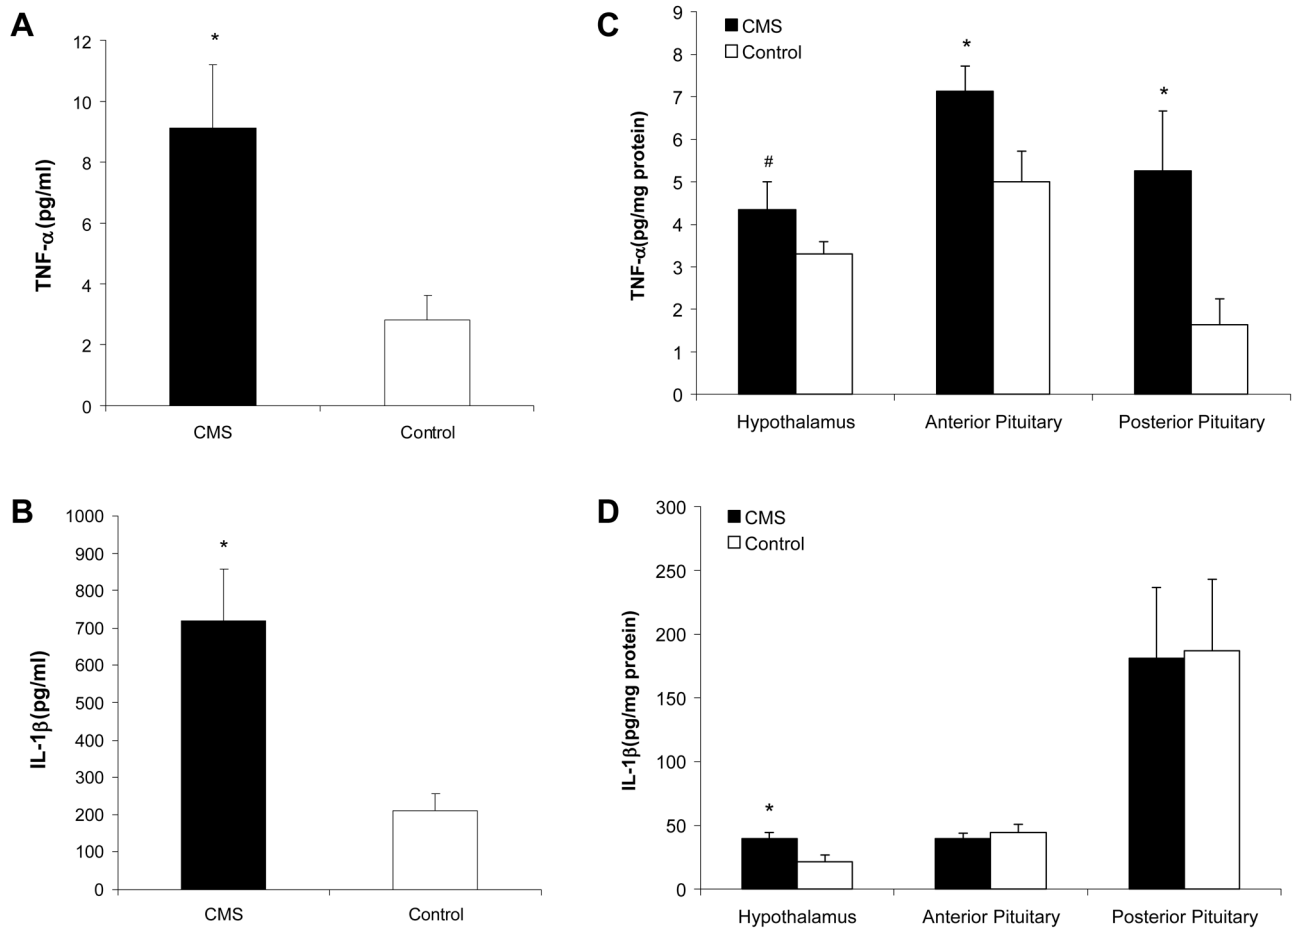 A
TNF-α(pg/ml)
12
10
8
6
4
2
0
*
CMS
Control
C
TNF-α(pg/mg protein)
9
8
7
6
5
4
3
2
1
0
CMS
Control
#
*
*
Hypothalamus
Anterior Pituitary
Posterior Pituitary
B
IL-1β(pg/ml)
1000
900
800
700
600
500
400
300
200
100
0
*
CMS
Control
D
IL-1β(pg/mg protein)
300
250
200
150
100
50
0
CMS
Control
*
Hypothalamus
Anterior Pituitary
Posterior Pituitary